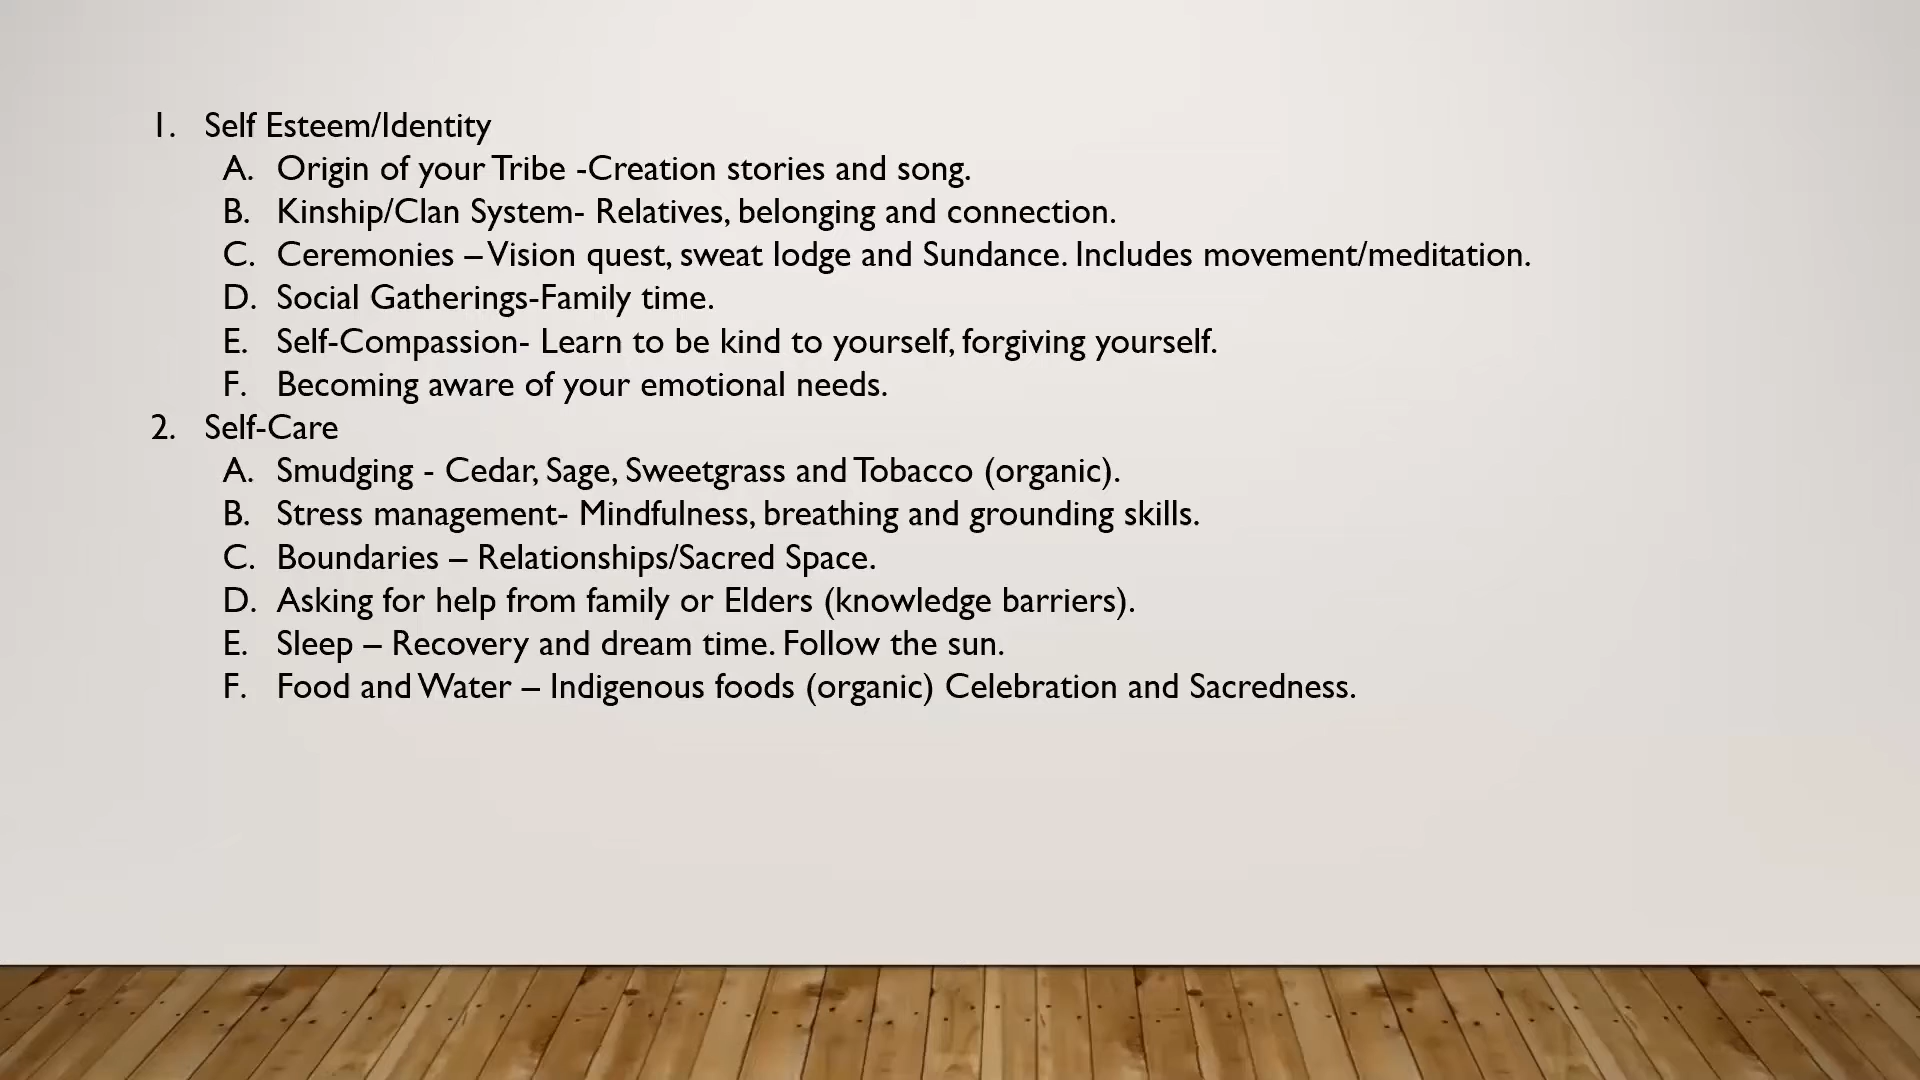 1. Self Esteem/Identity
A. Origin of your Tribe -Creation stories and song.
B. Kinship/Clan System- Relatives, belonging and connection.
C. Ceremonies – Vision quest, sweat lodge and Sundance. Includes movement/meditation.
D. Social Gatherings-Family time.
E. Self-Compassion- Learn to be kind to yourself, forgiving yourself.
F. Becoming aware of your emotional needs.
2. Self-Care
A. Smudging - Cedar, Sage, Sweetgrass and Tobacco (organic).
B. Stress management- Mindfulness, breathing and grounding skills.
C. Boundaries – Relationships/Sacred Space.
D. Asking for help from family or Elders (knowledge barriers).
E. Sleep – Recovery and dream time. Follow the sun.
F. Food and Water – Indigenous foods (organic) Celebration and Sacredness.